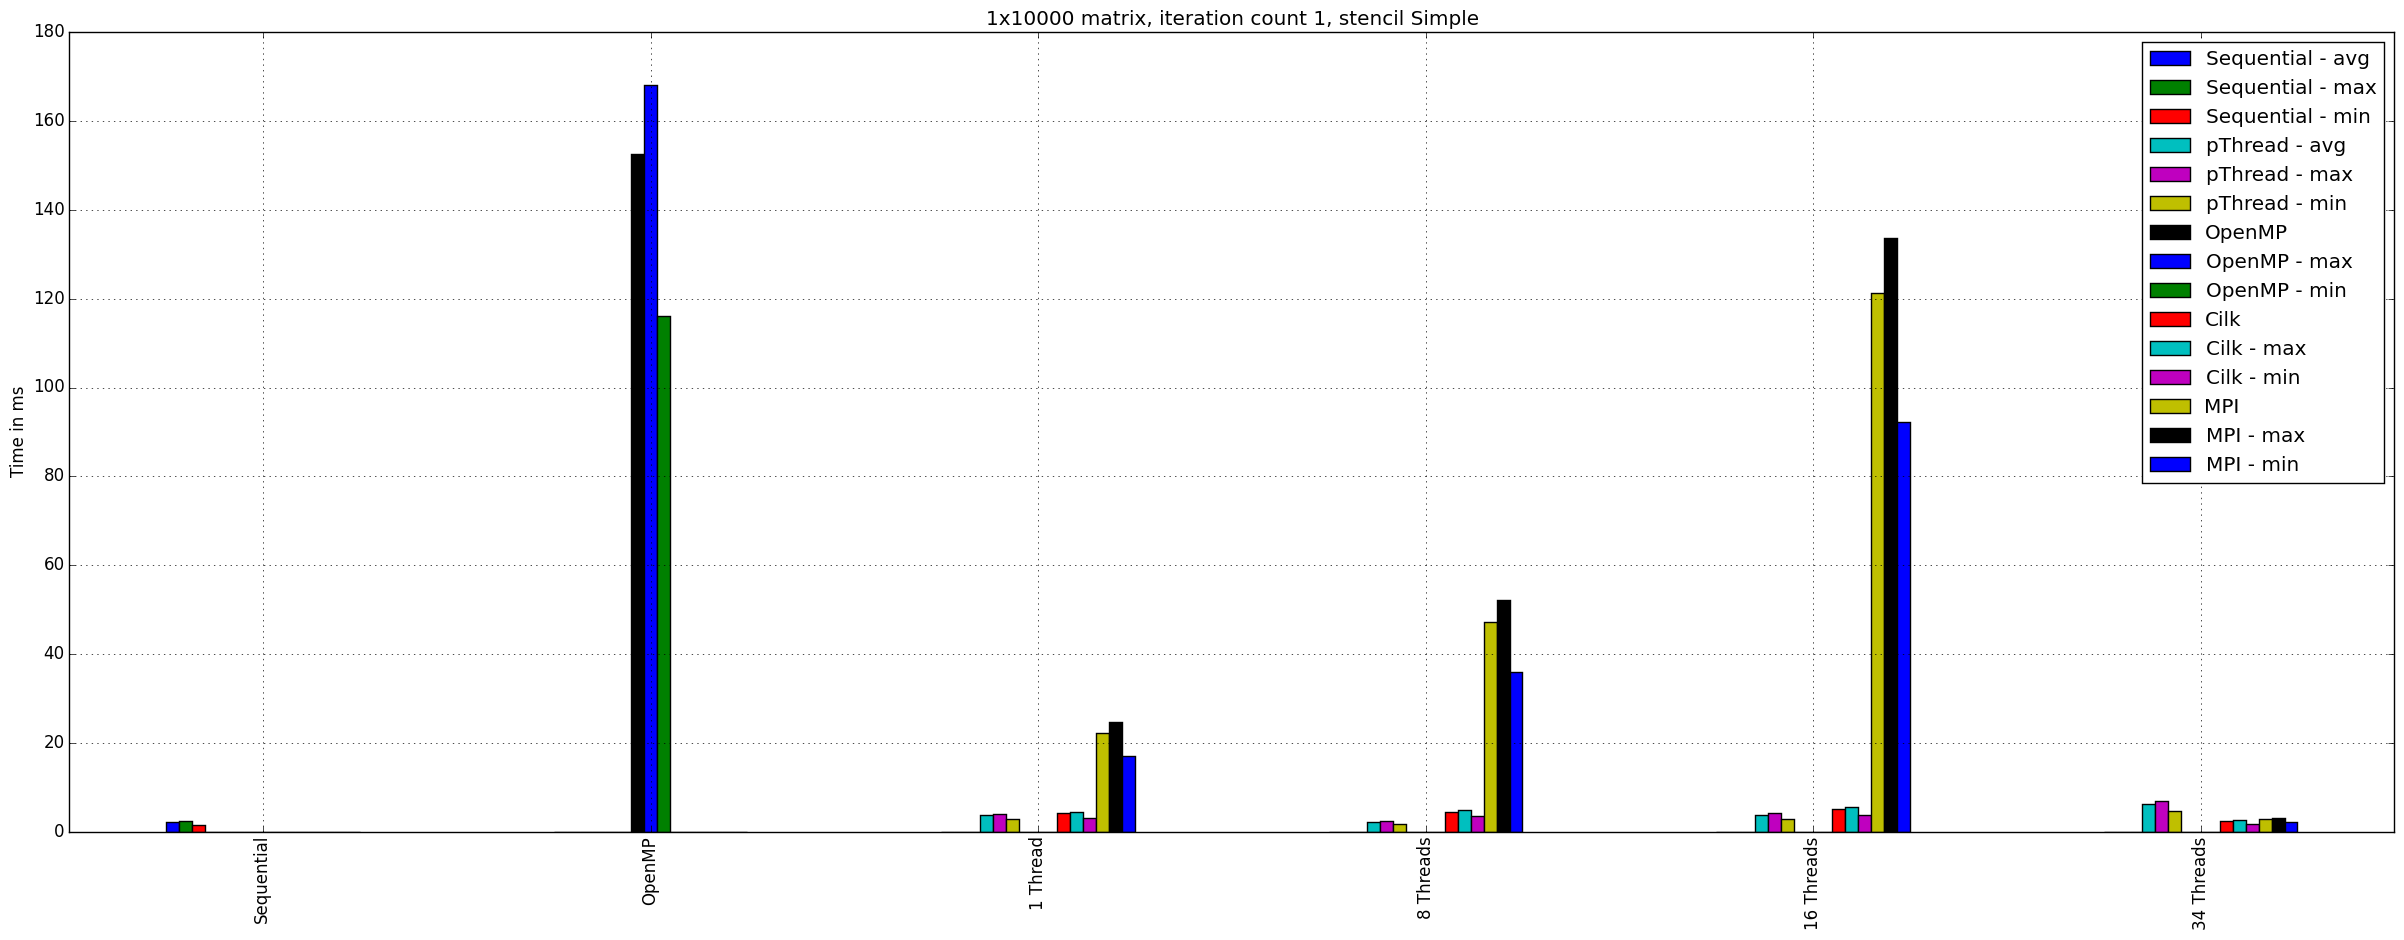 1x10000 matrix, iteration count 1, stencil Simple
180
160
140
120
100
80
60
40
20
0
Time in ms
Sequential - avg
Sequential - max
Sequential - min
pThread - avg
pThread - max
pThread - min
OpenMP
OpenMP - max
OpenMP - min
Cilk
Cilk - max
Cilk - min
MPI
MPI - max
MPI - min
Sequential
OpenMP
1 Thread
8 Threads
16 Threads
34 Threads